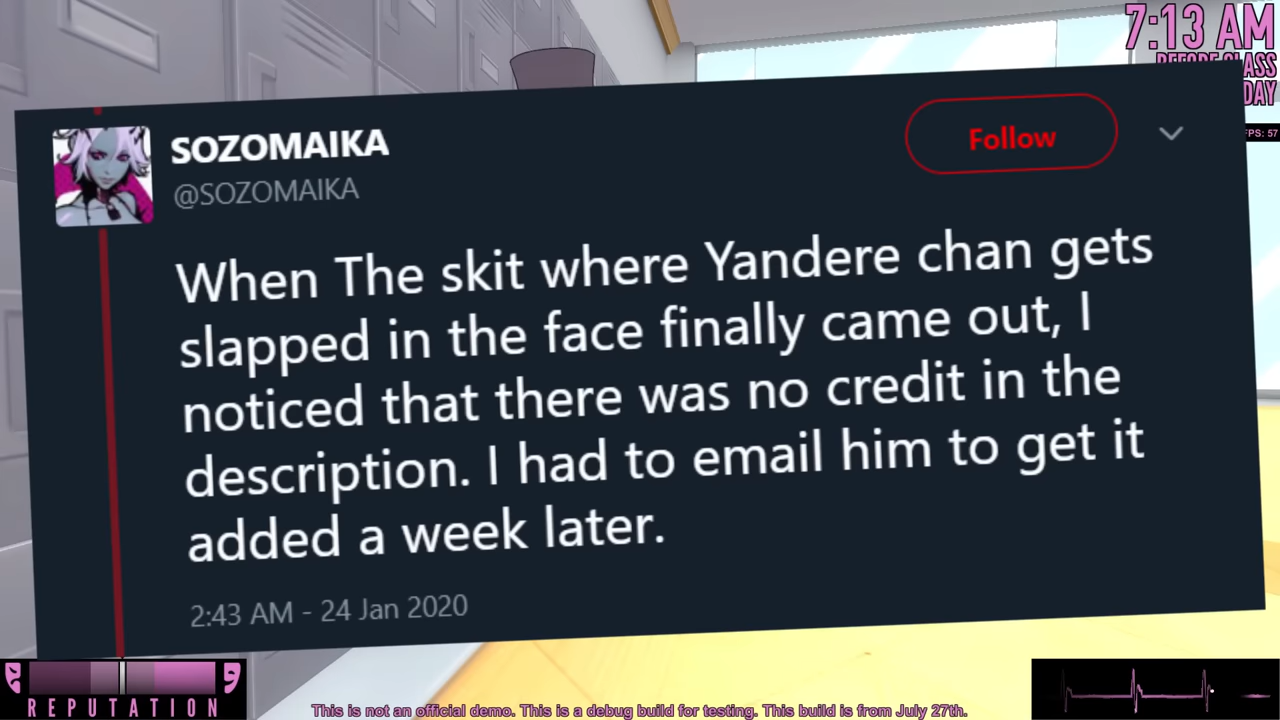 7:13 AM
BEFORE CLASS
DAY
FPS: 57
SOZOMAIKA
@SOZOMAIKA
Follow
When The skit where Yandere chan gets
slapped in the face finally came out, I
noticed that there was no credit in the
description. I had to email him to get it
added a week later.
2:43 AM - 24 Jan 2020
REPUTATION
This is not an official demo. This is a debug build for testing. This build is from July 27th.